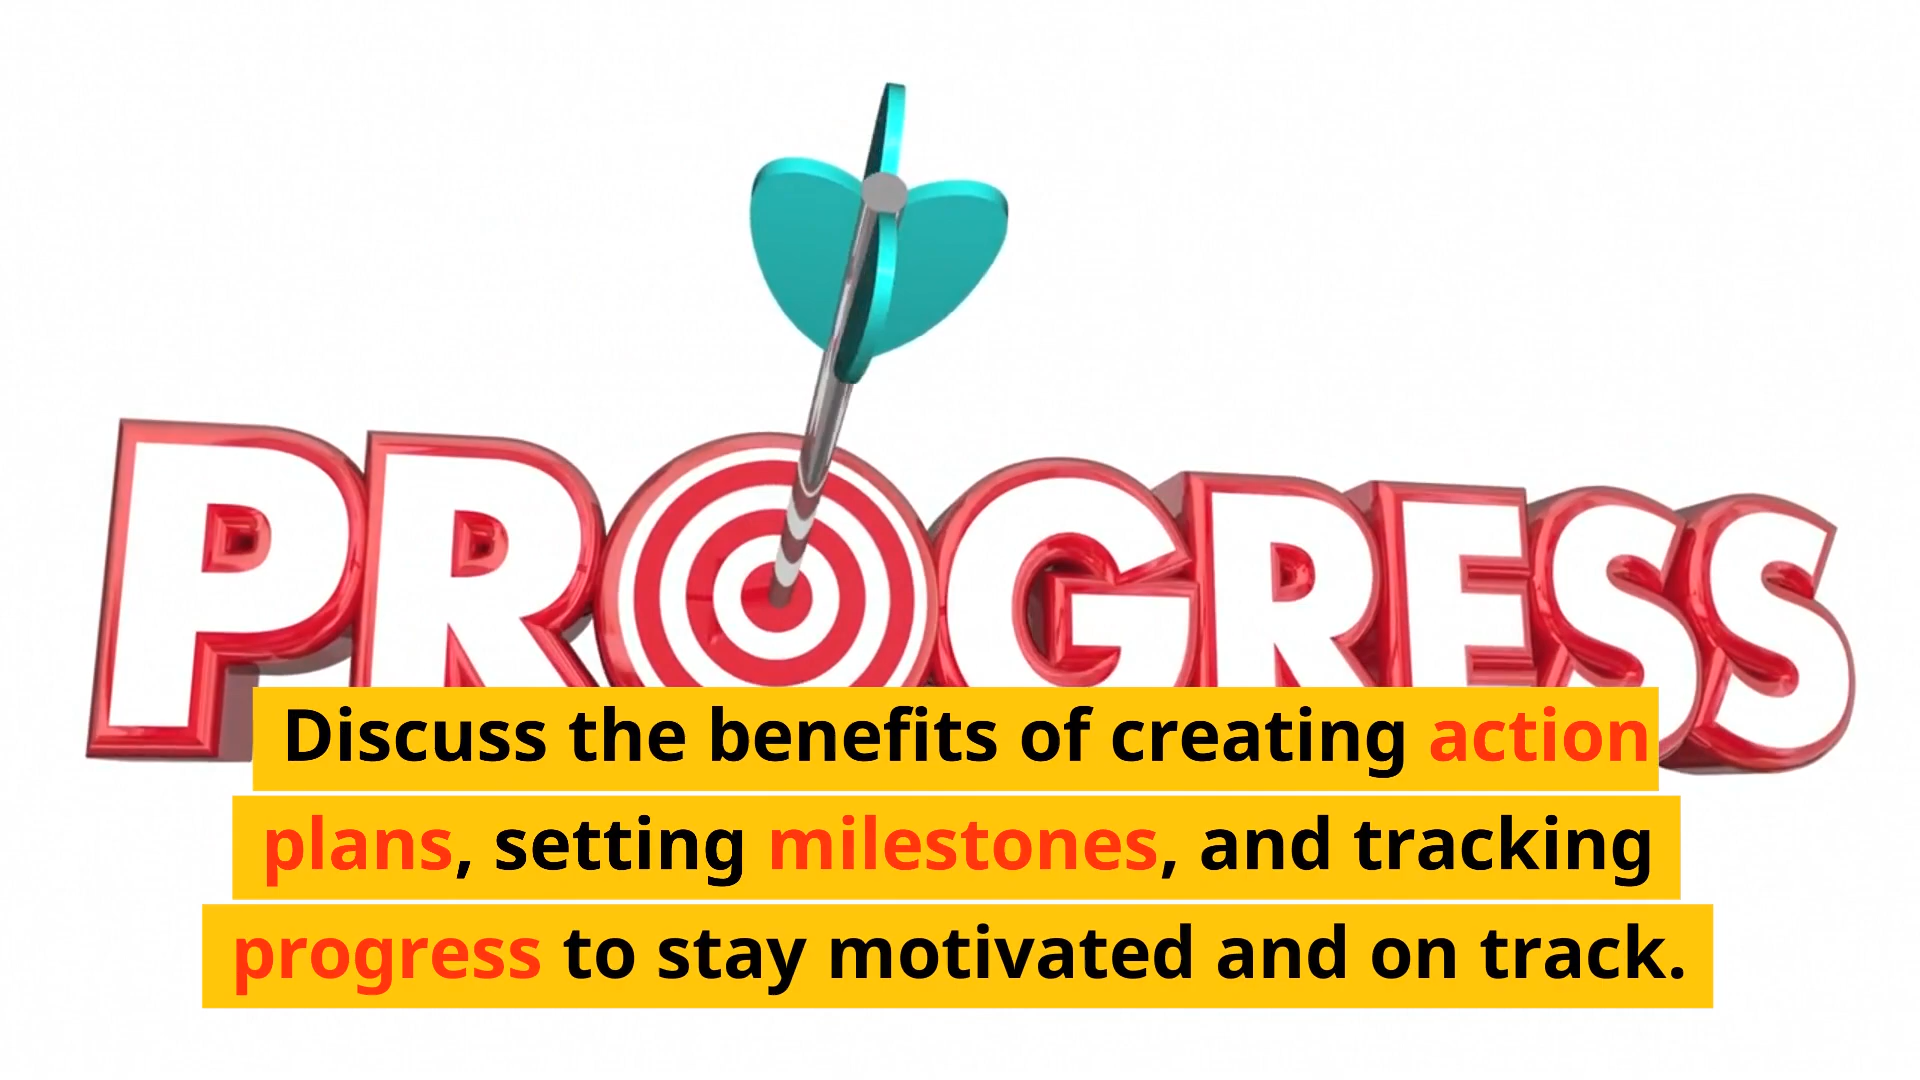 PROGRESS
Discuss the benefits of creating action
plans, setting milestones, and tracking
progress to stay motivated and on track.